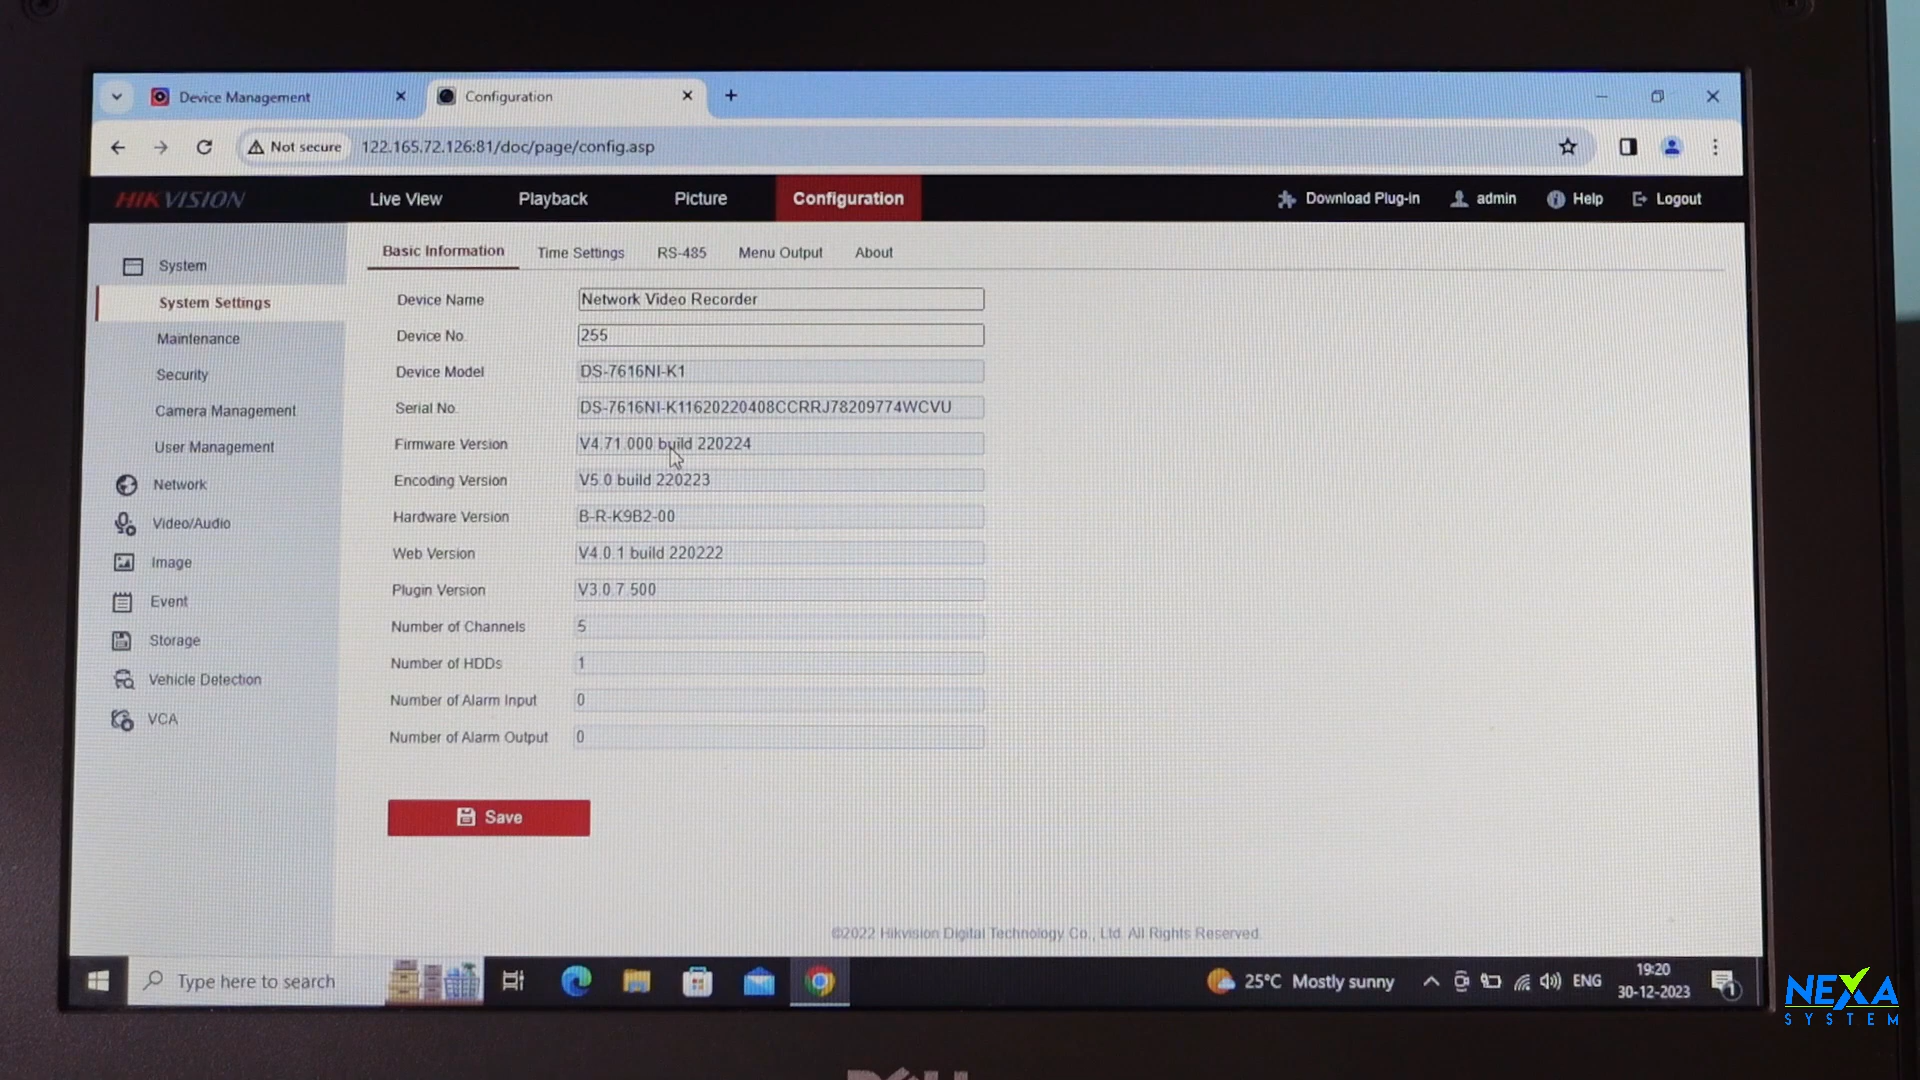 Device Management
Configuration
Not secure 122.165.72.126:81/doc/page/config.asp
HIKVISION Live View Playback Picture Configuration Download Plug-in admin Help Logout
System
System Settings
Maintenance
Security
Camera Management
User Management
Network
Video/Audio
Image
Event
Storage
Vehicle Detection
VCA
Basic Information Time Settings RS-485 Menu Output About
Device Name Network Video Recorder
Device No. 255
Device Model DS-7616NI-K1
Serial No. DS-7616NI-K11620220408CCRRJ78209774WCVU
Firmware Version V4.71.000 build 220224
Encoding Version V5.0 build 220223
Hardware Version B-R-K9B2-00
Web Version V4.0.1 build 220222
Plugin Version V3.0.7.500
Number of Channels 5
Number of HDDs 1
Number of Alarm Input 0
Number of Alarm Output 0
Save
©2022 Hikvision Digital Technology Co., Ltd. All Rights Reserved.
Type here to search
25°C Mostly sunny
ENG
19:20
30-12-2023
1
NEXA
SYSTEM